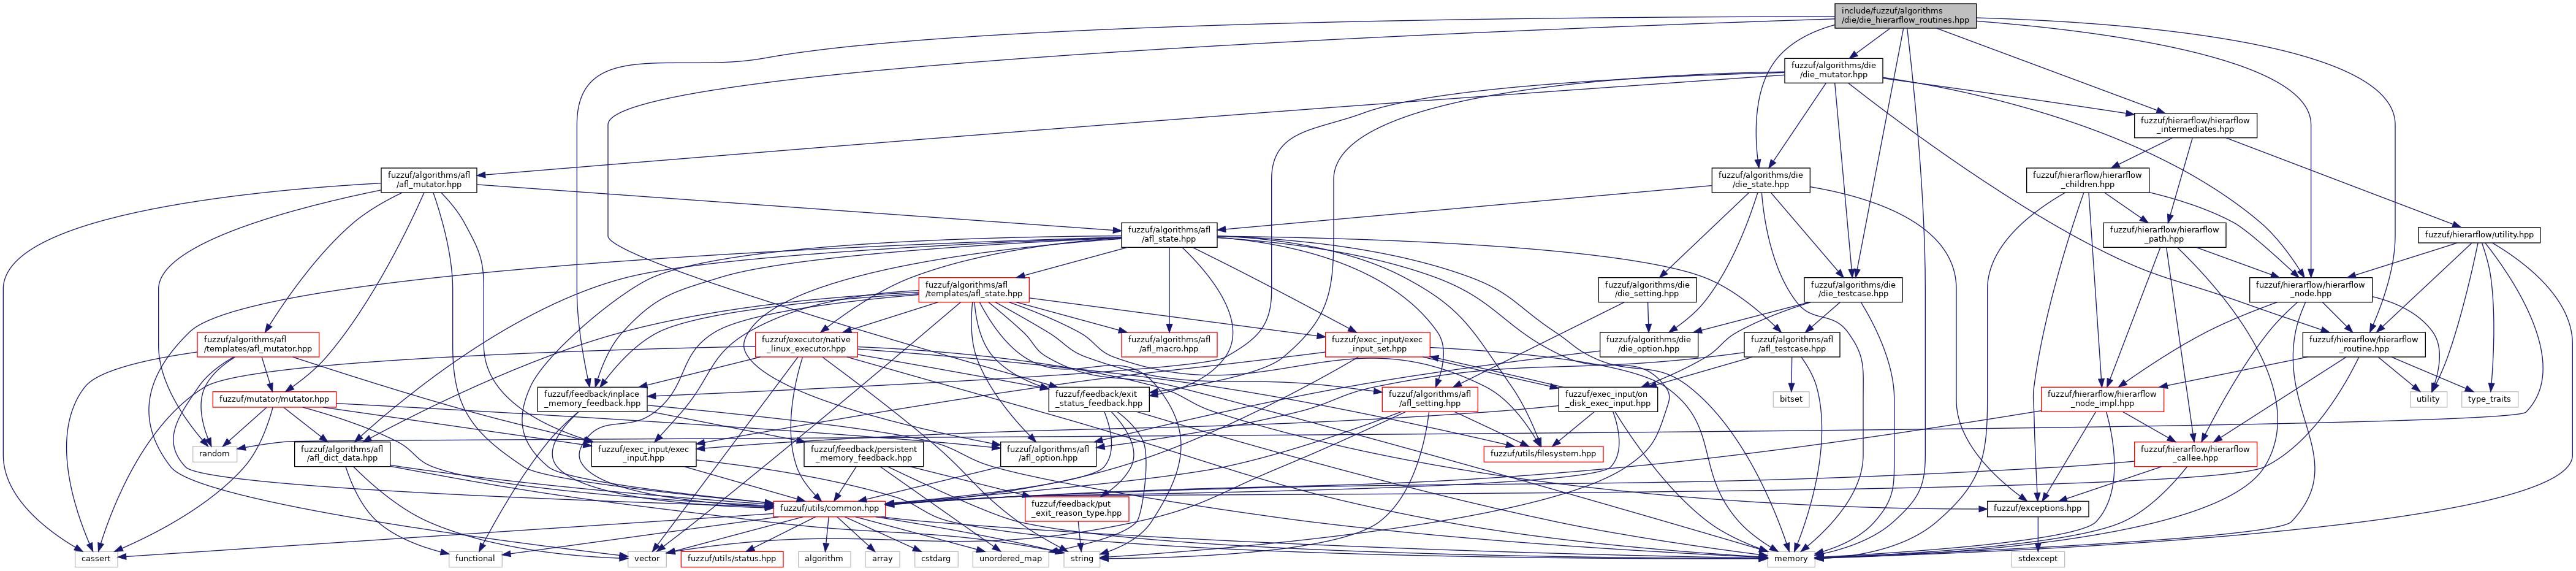 include/fuzzuf/algorithms
/die/die_hierarflow_routines.hpp
fuzzuf/algorithms/die
/die_mutator.hpp
fuzzuf/hierarflow/hierarflow
_intermediates.hpp
fuzzuf/algorithms/afl
/afl_mutator.hpp
fuzzuf/algorithms/die
/die_state.hpp
fuzzuf/hierarflow/hierarflow
_children.hpp
fuzzuf/algorithms/afl
/afl_state.hpp
fuzzuf/hierarflow/hierarflow
_path.hpp
fuzzuf/hierarflow/utility.hpp
fuzzuf/algorithms/afl
/templates/afl_state.hpp
fuzzuf/algorithms/die
/die_setting.hpp
fuzzuf/algorithms/die
/die_testcase.hpp
fuzzuf/hierarflow/hierarflow
_node.hpp
fuzzuf/algorithms/afl
/templates/afl_mutator.hpp
fuzzuf/executor/native
_linux_executor.hpp
fuzzuf/algorithms/afl
/afl_macro.hpp
fuzzuf/exec_input/exec
_input_set.hpp
fuzzuf/algorithms/die
/die_option.hpp
fuzzuf/algorithms/afl
/afl_testcase.hpp
fuzzuf/hierarflow/hierarflow
_routine.hpp
fuzzuf/mutator/mutator.hpp
fuzzuf/feedback/inplace
_memory_feedback.hpp
fuzzuf/feedback/exit
_status_feedback.hpp
fuzzuf/algorithms/afl
/afl_setting.hpp
fuzzuf/exec_input/on
_disk_exec_input.hpp
bitset
fuzzuf/hierarflow/hierarflow
_node_impl.hpp
utility
type_traits
random
fuzzuf/algorithms/afl
/afl_dict_data.hpp
fuzzuf/exec_input/exec
_input.hpp
fuzzuf/feedback/persistent
_memory_feedback.hpp
fuzzuf/algorithms/afl
/afl_option.hpp
fuzzuf/utils/filesystem.hpp
fuzzuf/hierarflow/hierarflow
_callee.hpp
fuzzuf/utils/common.hpp
fuzzuf/feedback/put
_exit_reason_type.hpp
fuzzuf/exceptions.hpp
cassert
functional
vector
fuzzuf/utils/status.hpp
algorithm
array
cstdarg
unordered_map
string
memory
stdexcept